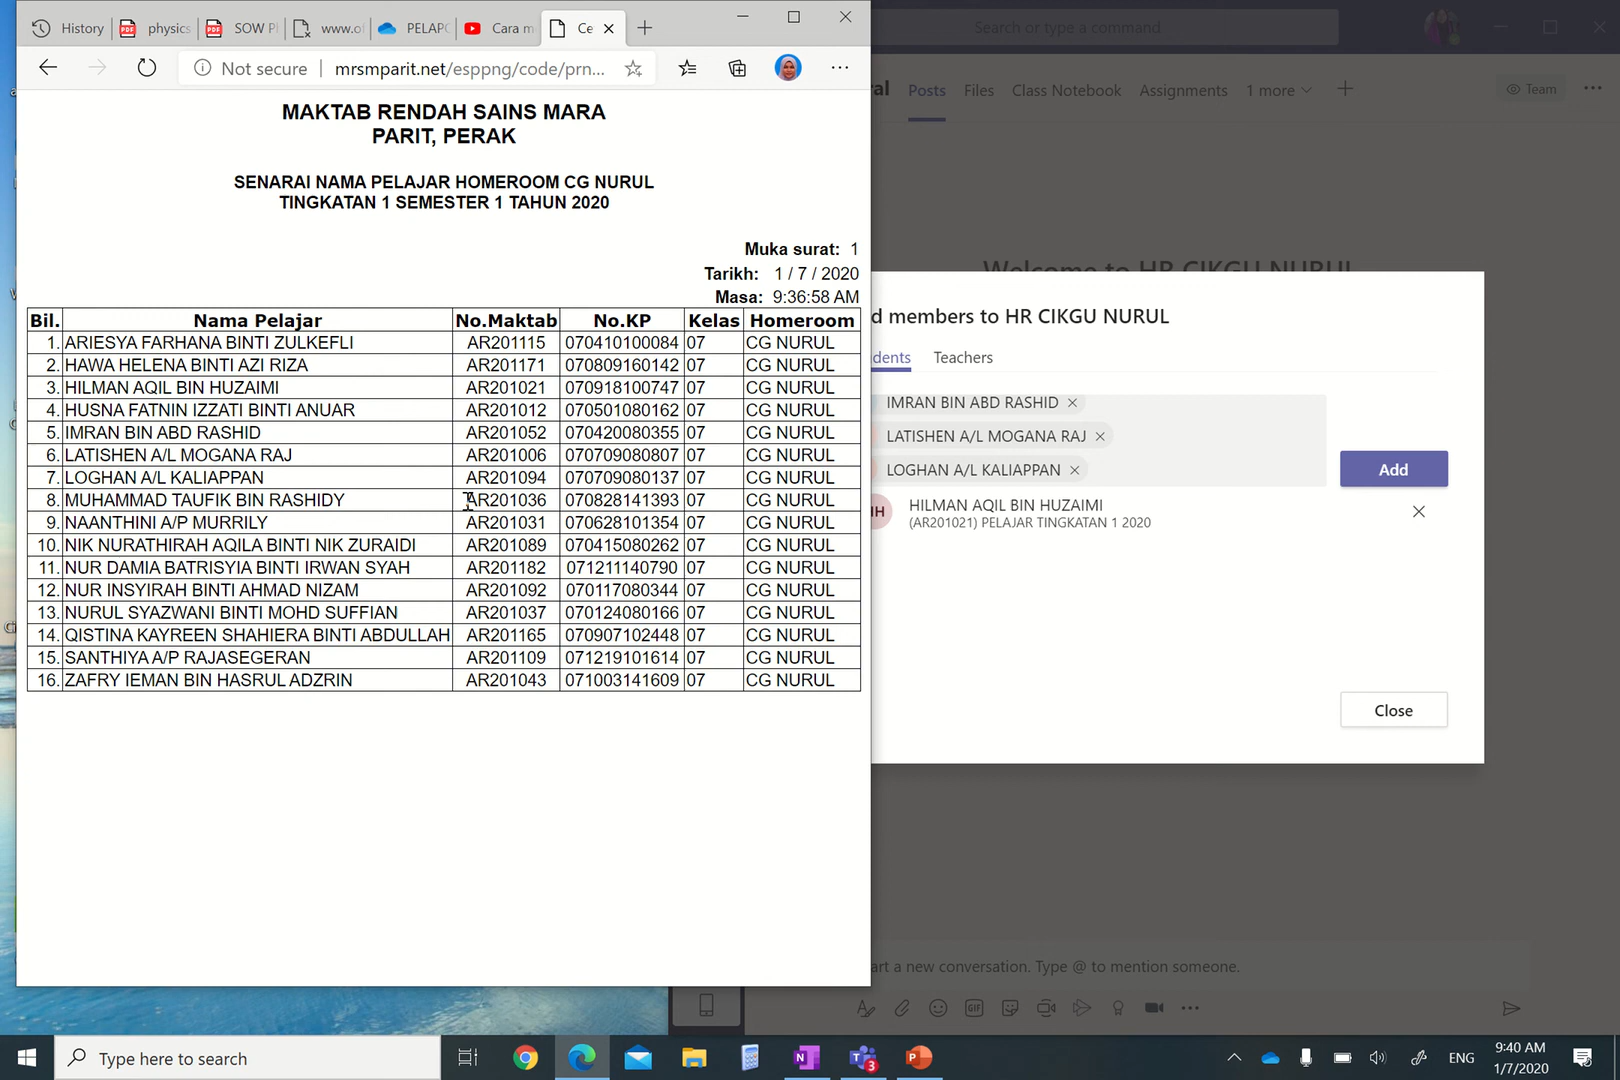 History
physics
SOW P
www.o
PELAPO
Cara m
Ce
Not secure
mrsmparit.net/esppng/code/prn...
MAKTAB RENDAH SAINS MARA
PARIT, PERAK
SENARAI NAMA PELAJAR HOMEROOM CG NURUL
TINGKATAN 1 SEMESTER 1 TAHUN 2020
Muka surat: 1
Tarikh: 1 / 7 / 2020
Masa: 9:36:58 AM
Bil. Nama Pelajar No.Maktab No.KP Kelas Homeroom
1. ARIESYA FARHANA BINTI ZULKEFLI AR201115 070410100084 07 CG NURUL
2. HAWA HELENA BINTI AZI RIZA AR201171 070809160142 07 CG NURUL
3. HILMAN AQIL BIN HUZAIMI AR201021 070918100747 07 CG NURUL
4. HUSNA FATNIN IZZATI BINTI ANUAR AR201012 070501080162 07 CG NURUL
5. IMRAN BIN ABD RASHID AR201052 070420080355 07 CG NURUL
6. LATISHEN A/L MOGANA RAJ AR201006 070709080807 07 CG NURUL
7. LOGHAN A/L KALIAPPAN AR201094 070709080137 07 CG NURUL
8. MUHAMMAD TAUFIK BIN RASHIDY AR201036 070828141393 07 CG NURUL
9. NAANTHINI A/P MURRILY AR201031 070628101354 07 CG NURUL
10. NIK NURATHIRAH AQILA BINTI NIK ZURAIDI AR201089 070415080262 07 CG NURUL
11. NUR DAMIA BATRISYIA BINTI IRWAN SYAH AR201182 071211140790 07 CG NURUL
12. NUR INSYIRAH BINTI AHMAD NIZAM AR201092 070117080344 07 CG NURUL
13. NURUL SYAZWANI BINTI MOHD SUFFIAN AR201037 070124080166 07 CG NURUL
14. QISTINA KAYREEN SHAHIERA BINTI ABDULLAH AR201165 070907102448 07 CG NURUL
15. SANTHIYA A/P RAJASEGERAN AR201109 071219101614 07 CG NURUL
16. ZAFRY IEMAN BIN HASRUL ADZRIN AR201043 071003141609 07 CG NURUL
Search or type a command
al Posts Files Class Notebook Assignments 1 more
Team
Welcome to HR CIKGU NURUL
d members to HR CIKGU NURUL
dents Teachers
IMRAN BIN ABD RASHID
LATISHEN A/L MOGANA RAJ
LOGHAN A/L KALIAPPAN
Add
HILMAN AQIL BIN HUZAIMI
(AR201021) PELAJAR TINGKATAN 1 2020
Close
art a new conversation. Type @ to mention someone.
GIF
Type here to search
3
ENG
9:40 AM
1/7/2020